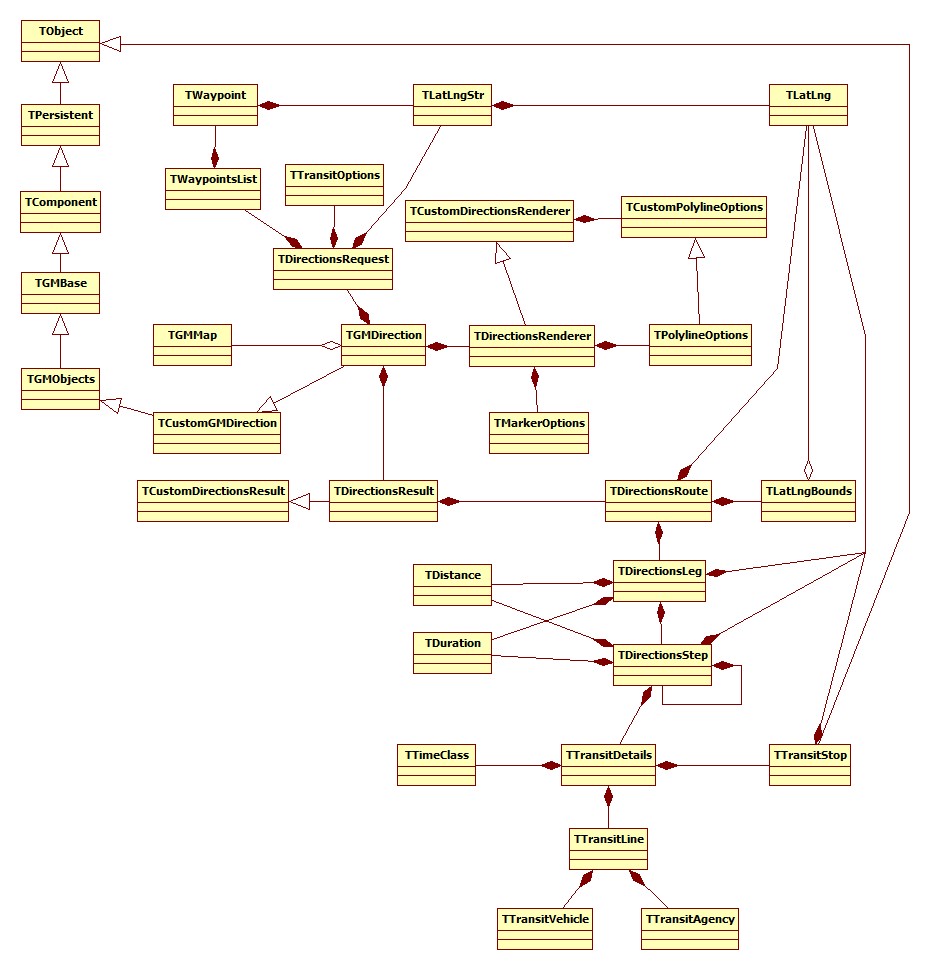 TObject
TWaypoint
TLatLngStr
TLatLng
TPersistent
TWaypointsList
TTransitOptions
TComponent
TCustomDirectionsRenderer
TCustomPolylineOptions
TDirectionsRequest
TGMBase
TGMMap
TGMDirection
TDirectionsRenderer
TPolylineOptions
TGMObjects
TCustomGMDirection
TMarkerOptions
TCustomDirectionsResult
TDirectionsResult
TDirectionsRoute
TLatLngBounds
TDistance
TDirectionsLeg
TDuration
TDirectionsStep
TTimeClass
TTransitDetails
TTransitStop
TTransitLine
TTransitVehicle
TTransitAgency